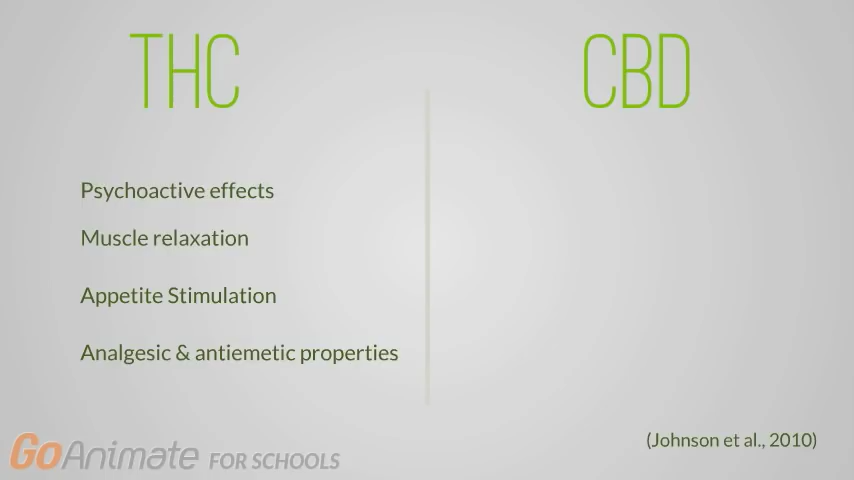 THC
CBD
Psychoactive effects
Muscle relaxation
Appetite Stimulation
Analgesic & antiemetic properties
(Johnson et al., 2010)
GoAnimate FOR SCHOOLS